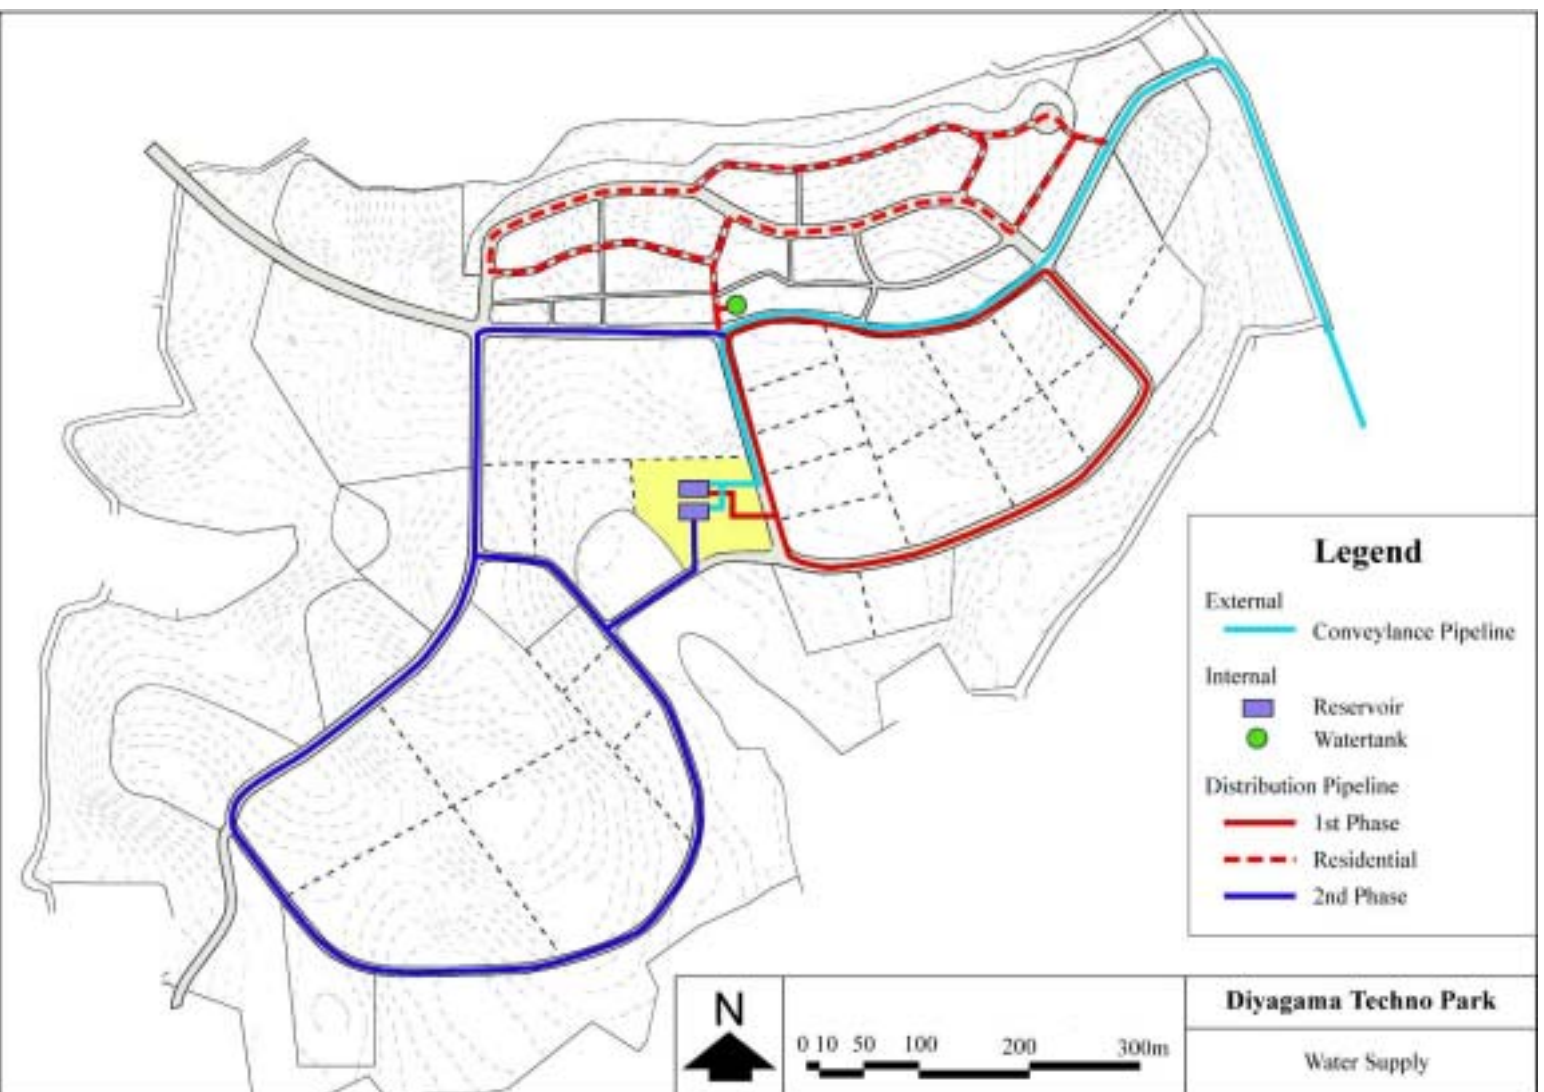 Legend
External
Conveylance Pipeline
Internal
Reservoir
Watertank
Distribution Pipeline
1st Phase
Residential
2nd Phase
N
0 10 50 100 200 300m
Diyagama Techno Park
Water Supply